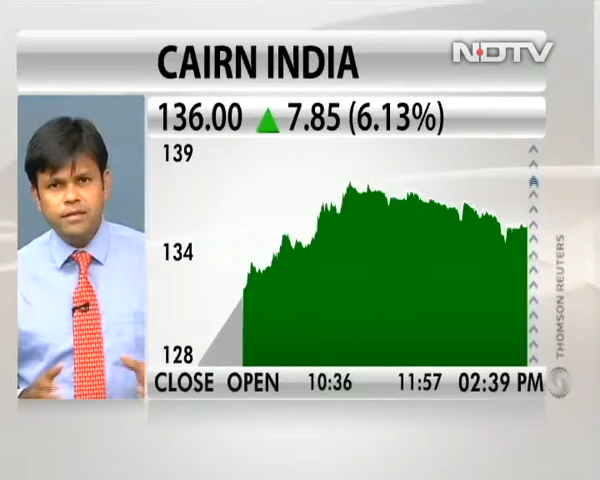 CAIRN INDIA
NDTV
136.00 ▲ 7.85 (6.13%)
139
134
128
CLOSE OPEN 10:36 11:57 02:39 PM
THOMSON REUTERS